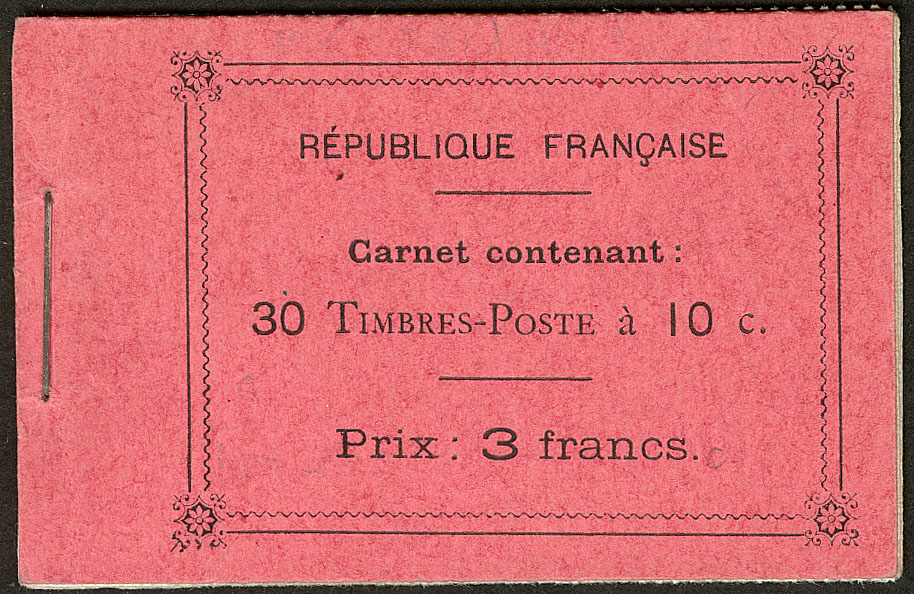 RÉPUBLIQUE FRANÇAISE
Carnet contenant :
30 TIMBRES-POSTE à 10 c.
Prix : 3 francs.